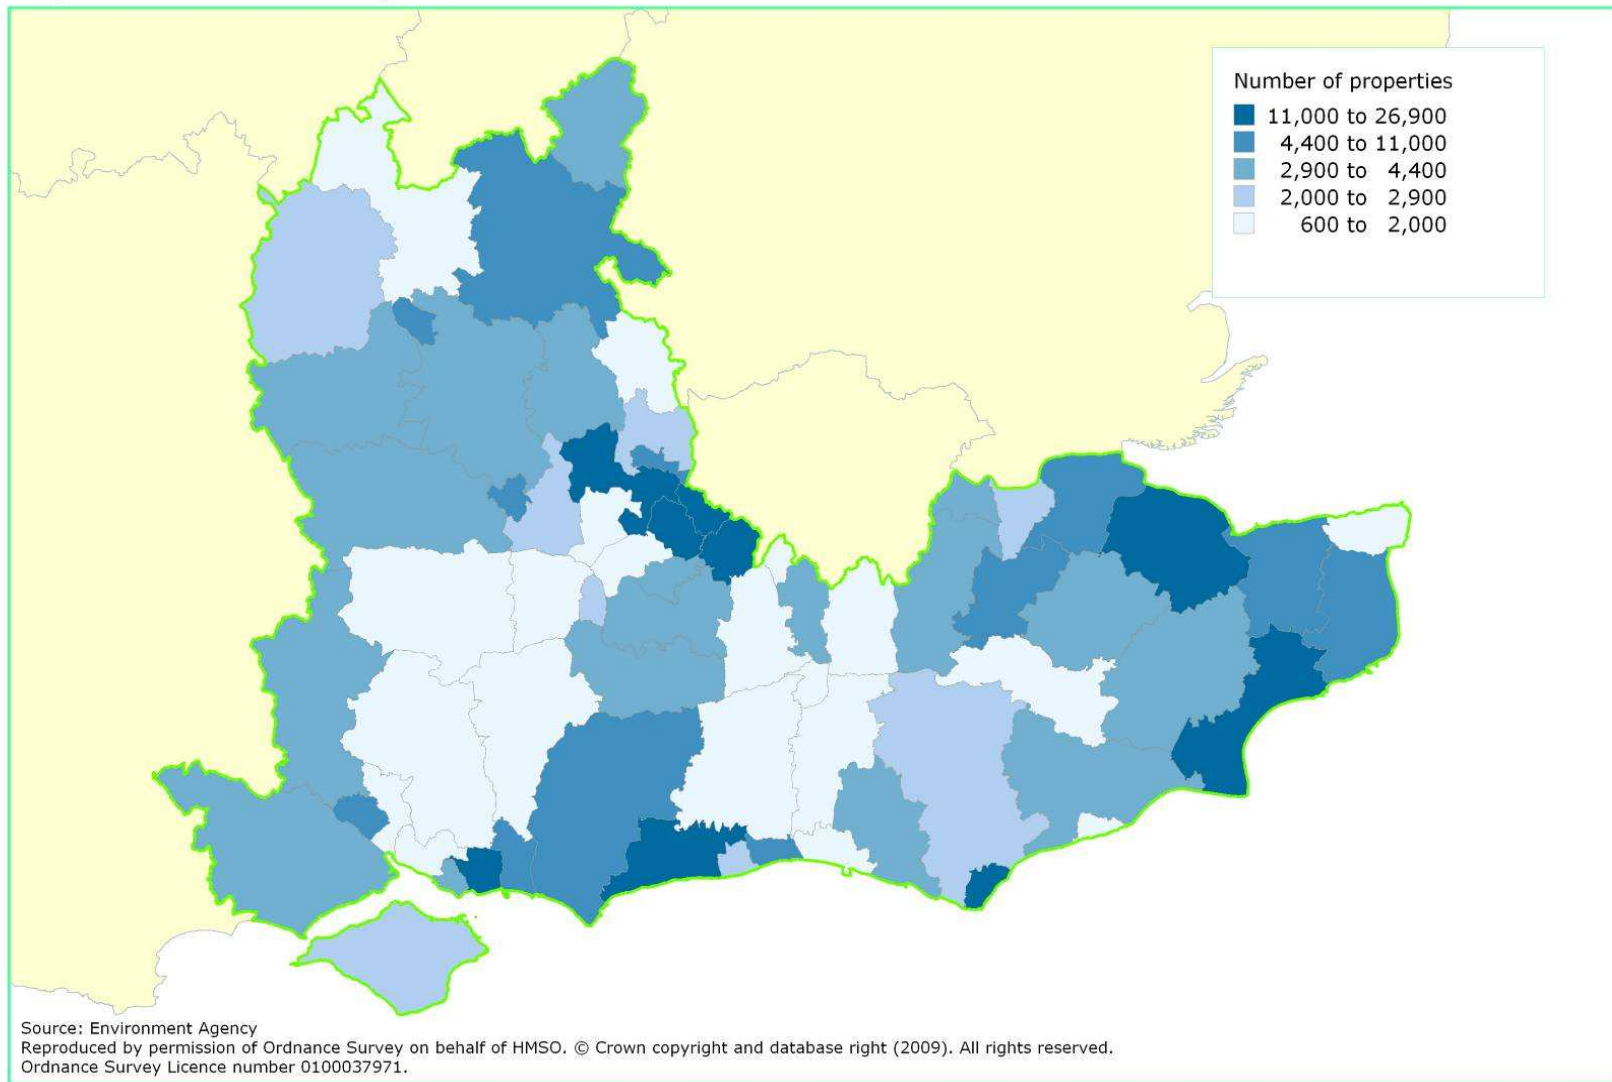 Number of properties
11,000 to 26,900
4,400 to 11,000
2,900 to 4,400
2,000 to 2,900
600 to 2,000
Source: Environment Agency
Reproduced by permission of Ordnance Survey on behalf of HMSO. © Crown copyright and database right (2009). All rights reserved.
Ordnance Survey Licence number 0100037971.